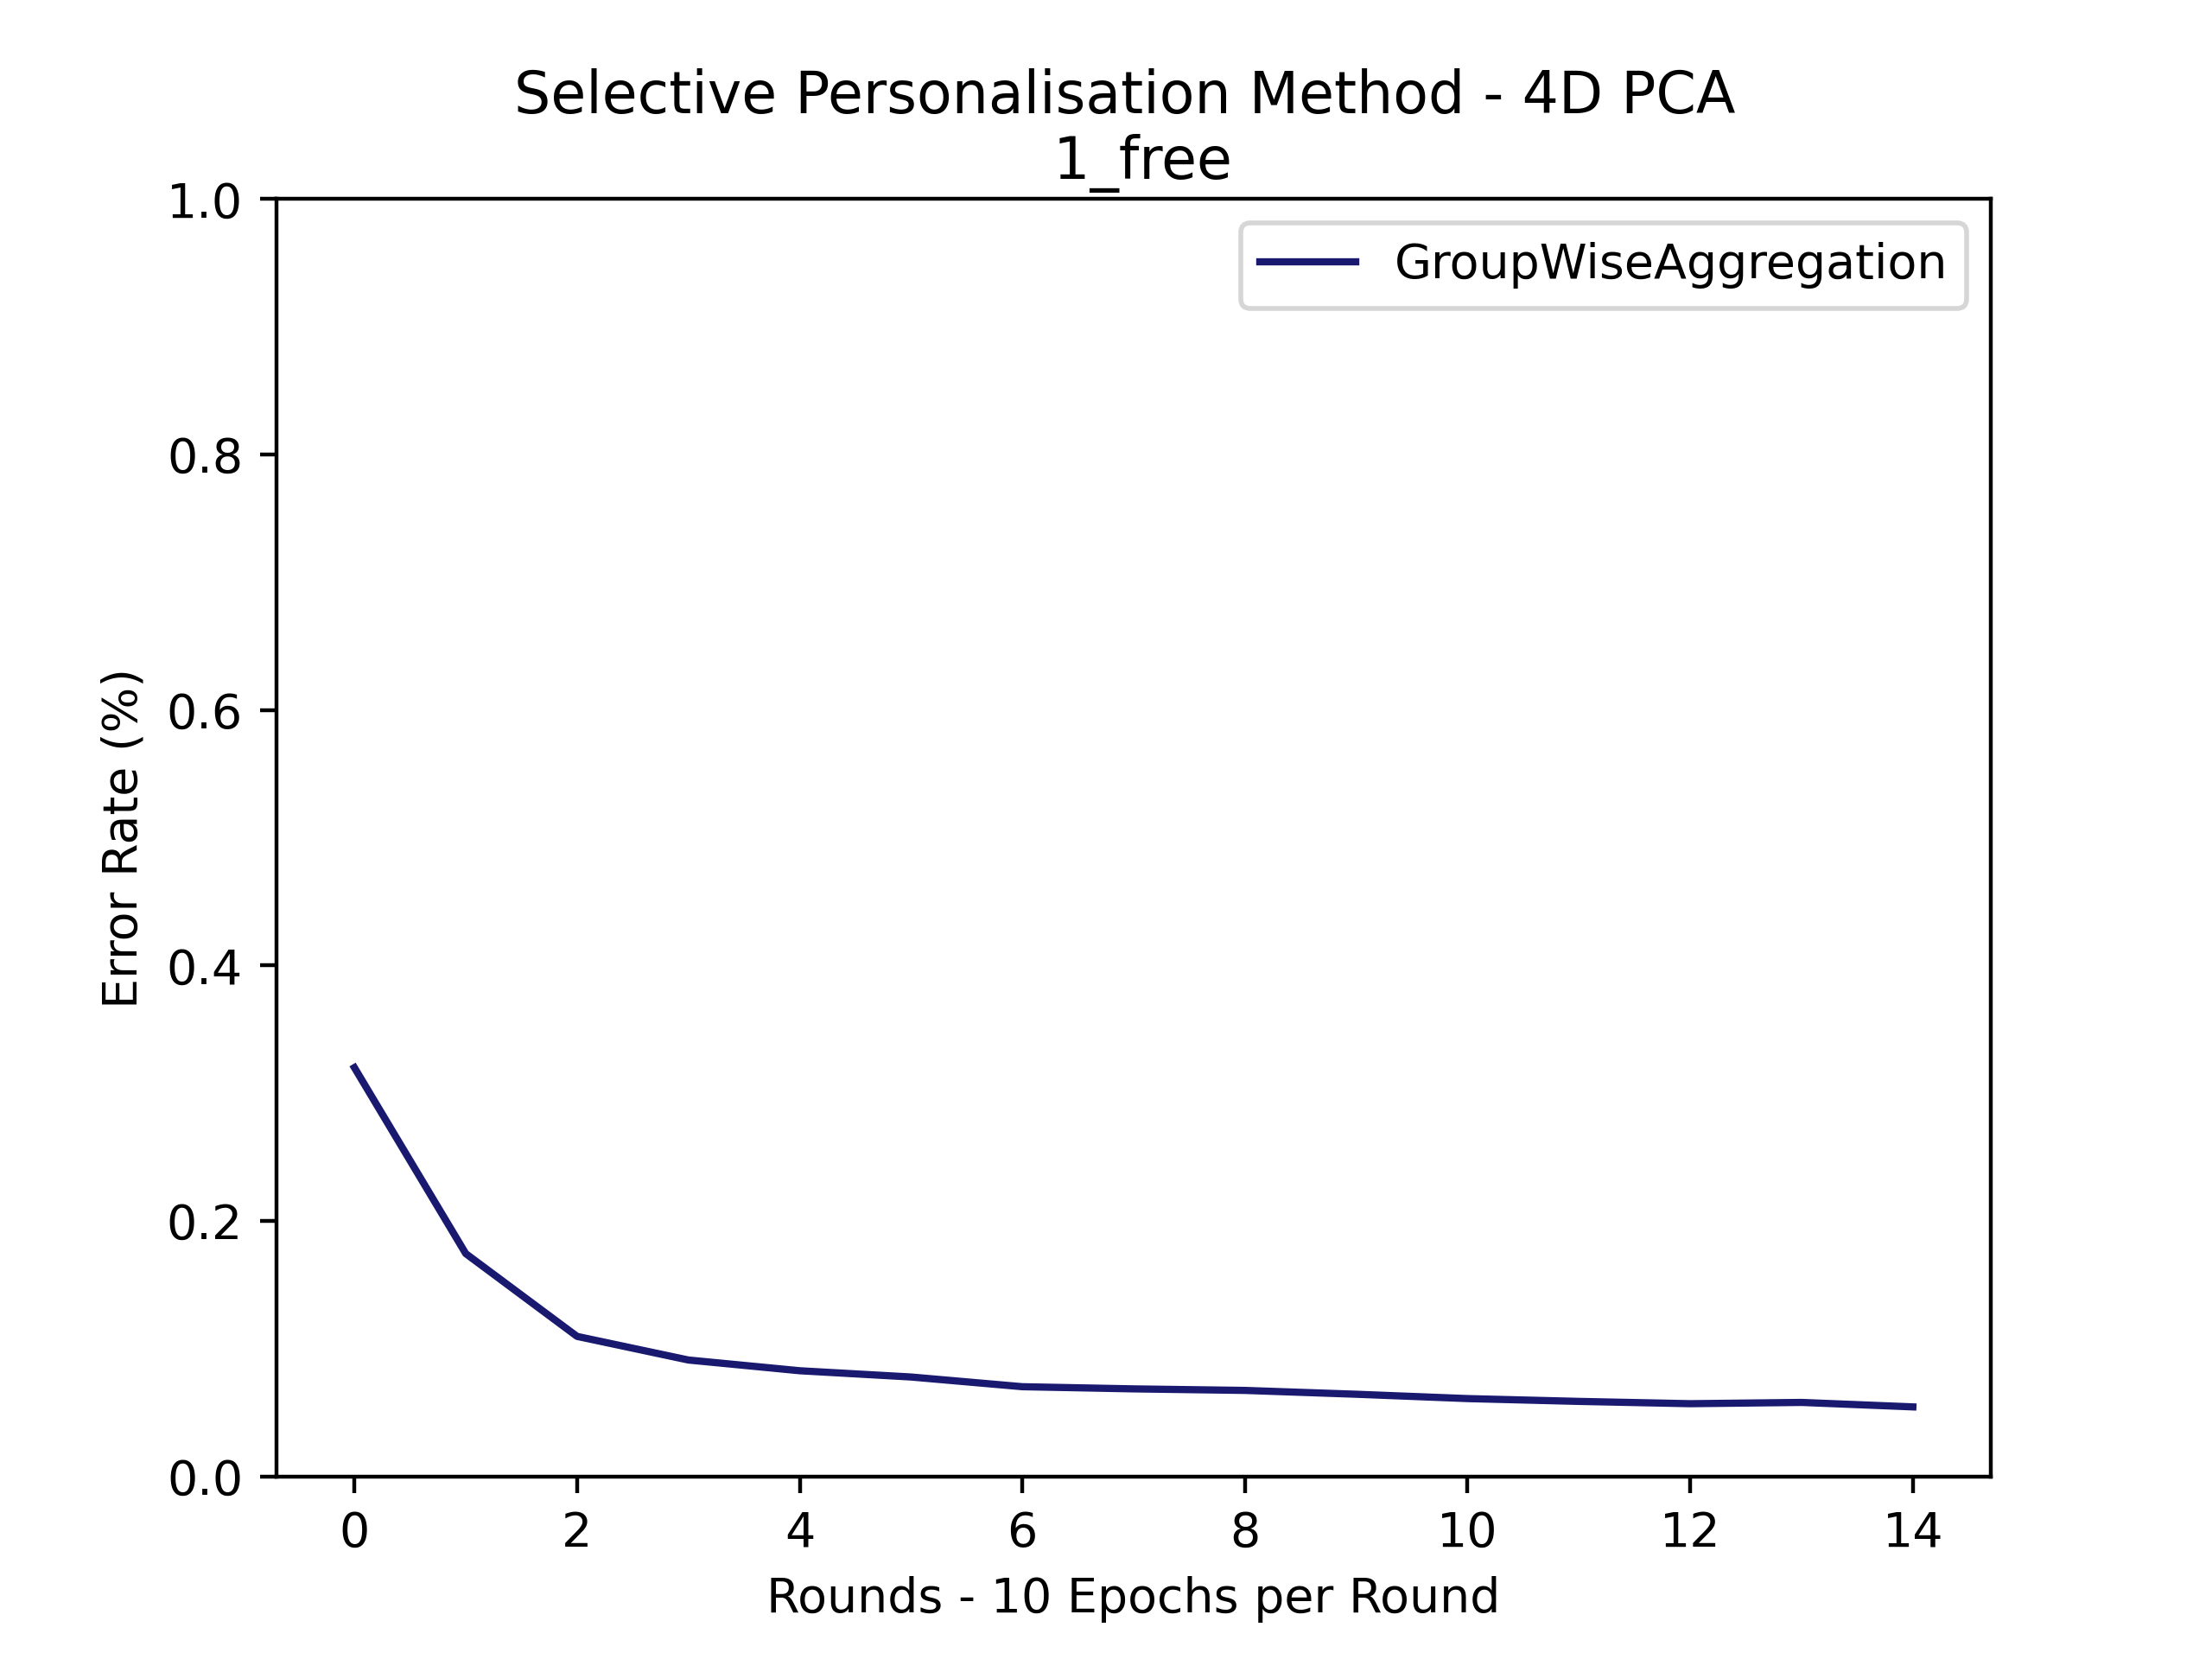 Selective Personalisation Method - 4D PCA
1_free
GroupWiseAggregation
Error Rate (%)
1.0
0.8
0.6
0.4
0.2
0.0
0 2 4 6 8 10 12 14
Rounds - 10 Epochs per Round